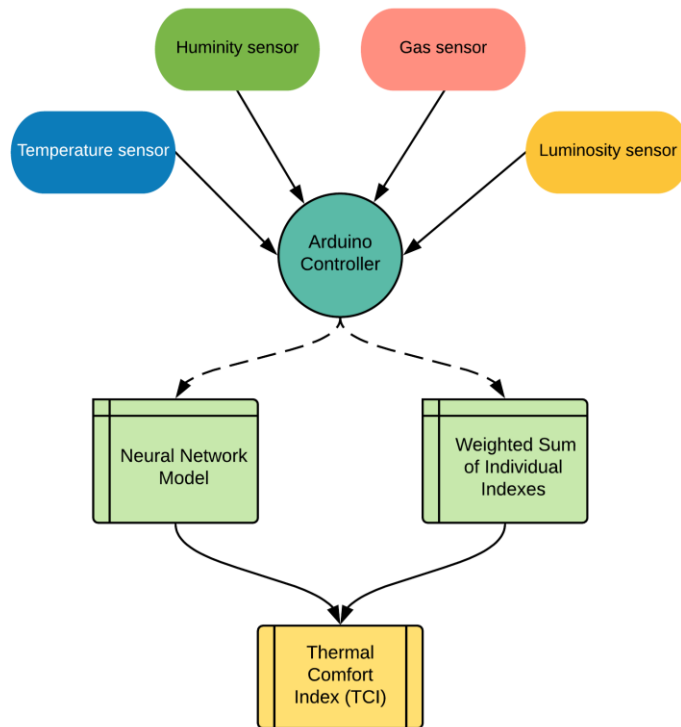 Huminity sensor
Gas sensor
Temperature sensor
Luminosity sensor
Arduino
Controller
Neural Network
Model
Weighted Sum
of Individual
Indexes
Thermal
Comfort
Index (TCI)